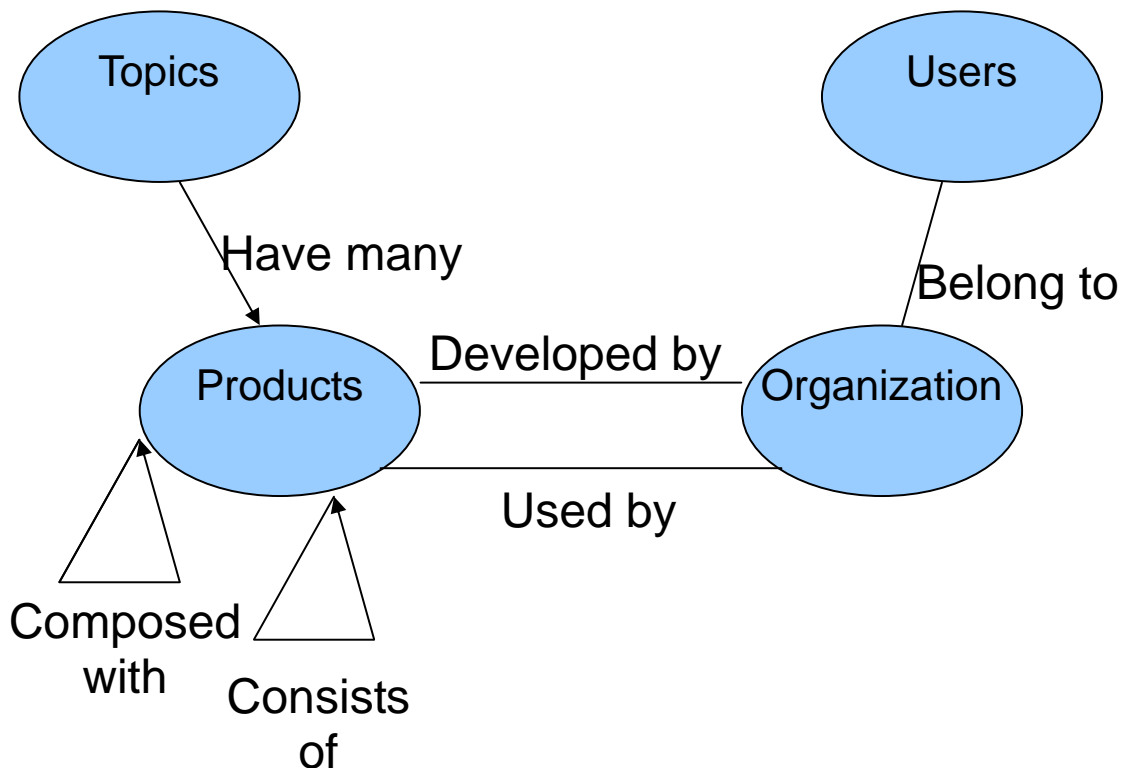 Topics
Users
Have many
Belong to
Developed by
Products
Organization
Used by
Composed
with
Consists
of